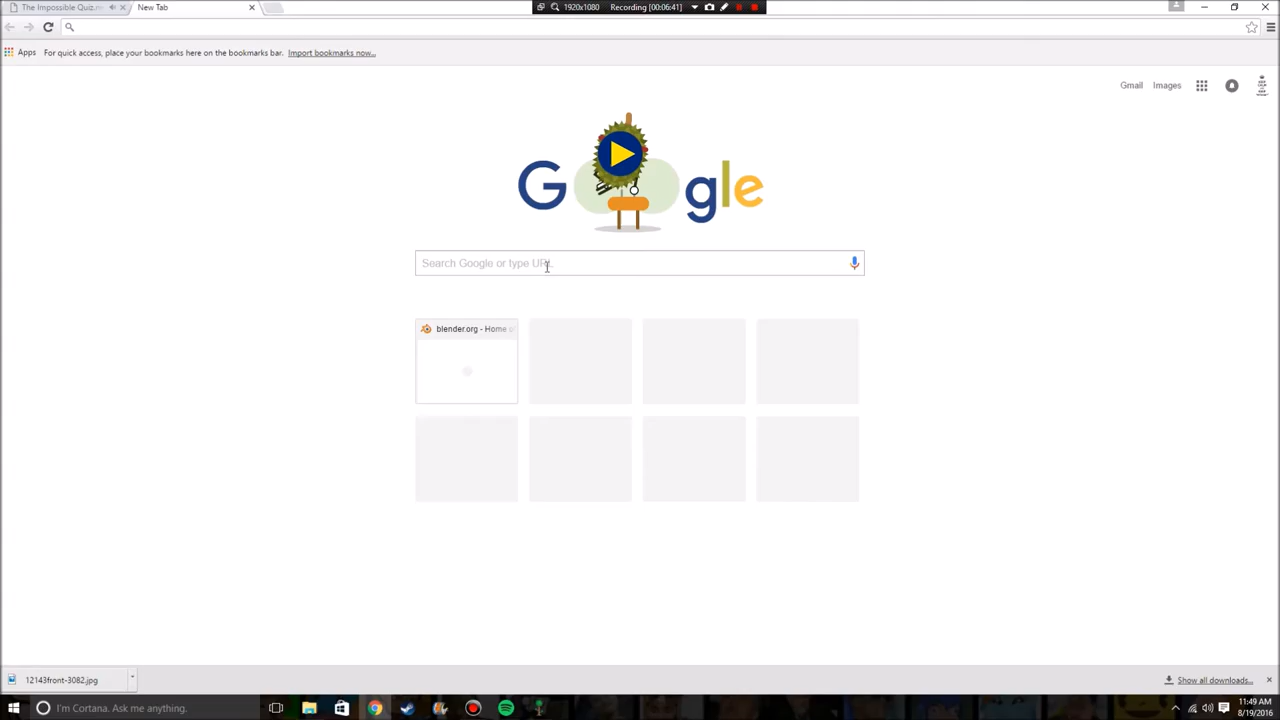 The Impossible Quiz
New Tab
1920x1080
Recording [00:06:41]
Apps
For quick access, place your bookmarks here on the bookmarks bar. Import bookmarks now...
Gmail
Images
G gle
Search Google or type URL
blender.org - Home o
12143front-3082.jpg
Show all downloads...
I'm Cortana. Ask me anything.
11:49 AM
8/19/2016